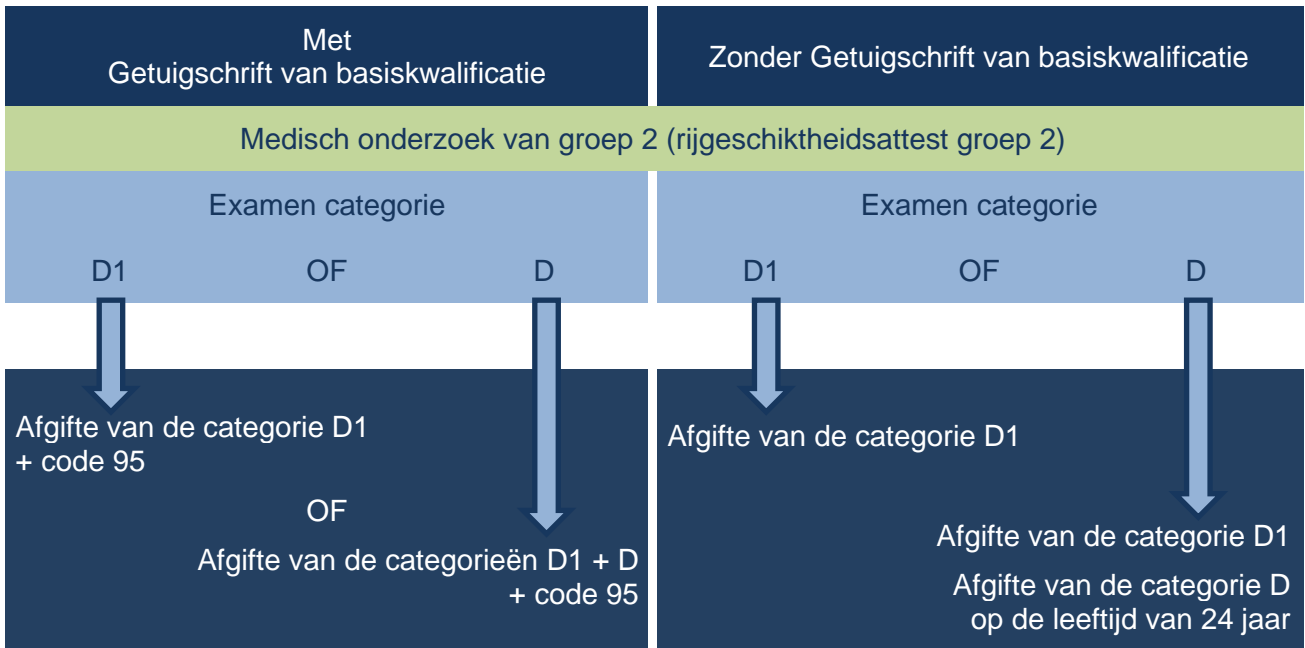 Met
Getuigschrift van basiskwalificatie
Zonder Getuigschrift van basiskwalificatie
Medisch onderzoek van groep 2 (rijgeschiktheidsattest groep 2)
Examen categorie
D1 OF D
Examen categorie
D1 OF D
Afgifte van de categorie D1
+ code 95
OF
Afgifte van de categorieën D1 + D
+ code 95
Afgifte van de categorie D1
Afgifte van de categorie D1
Afgifte van de categorie D
op de leeftijd van 24 jaar